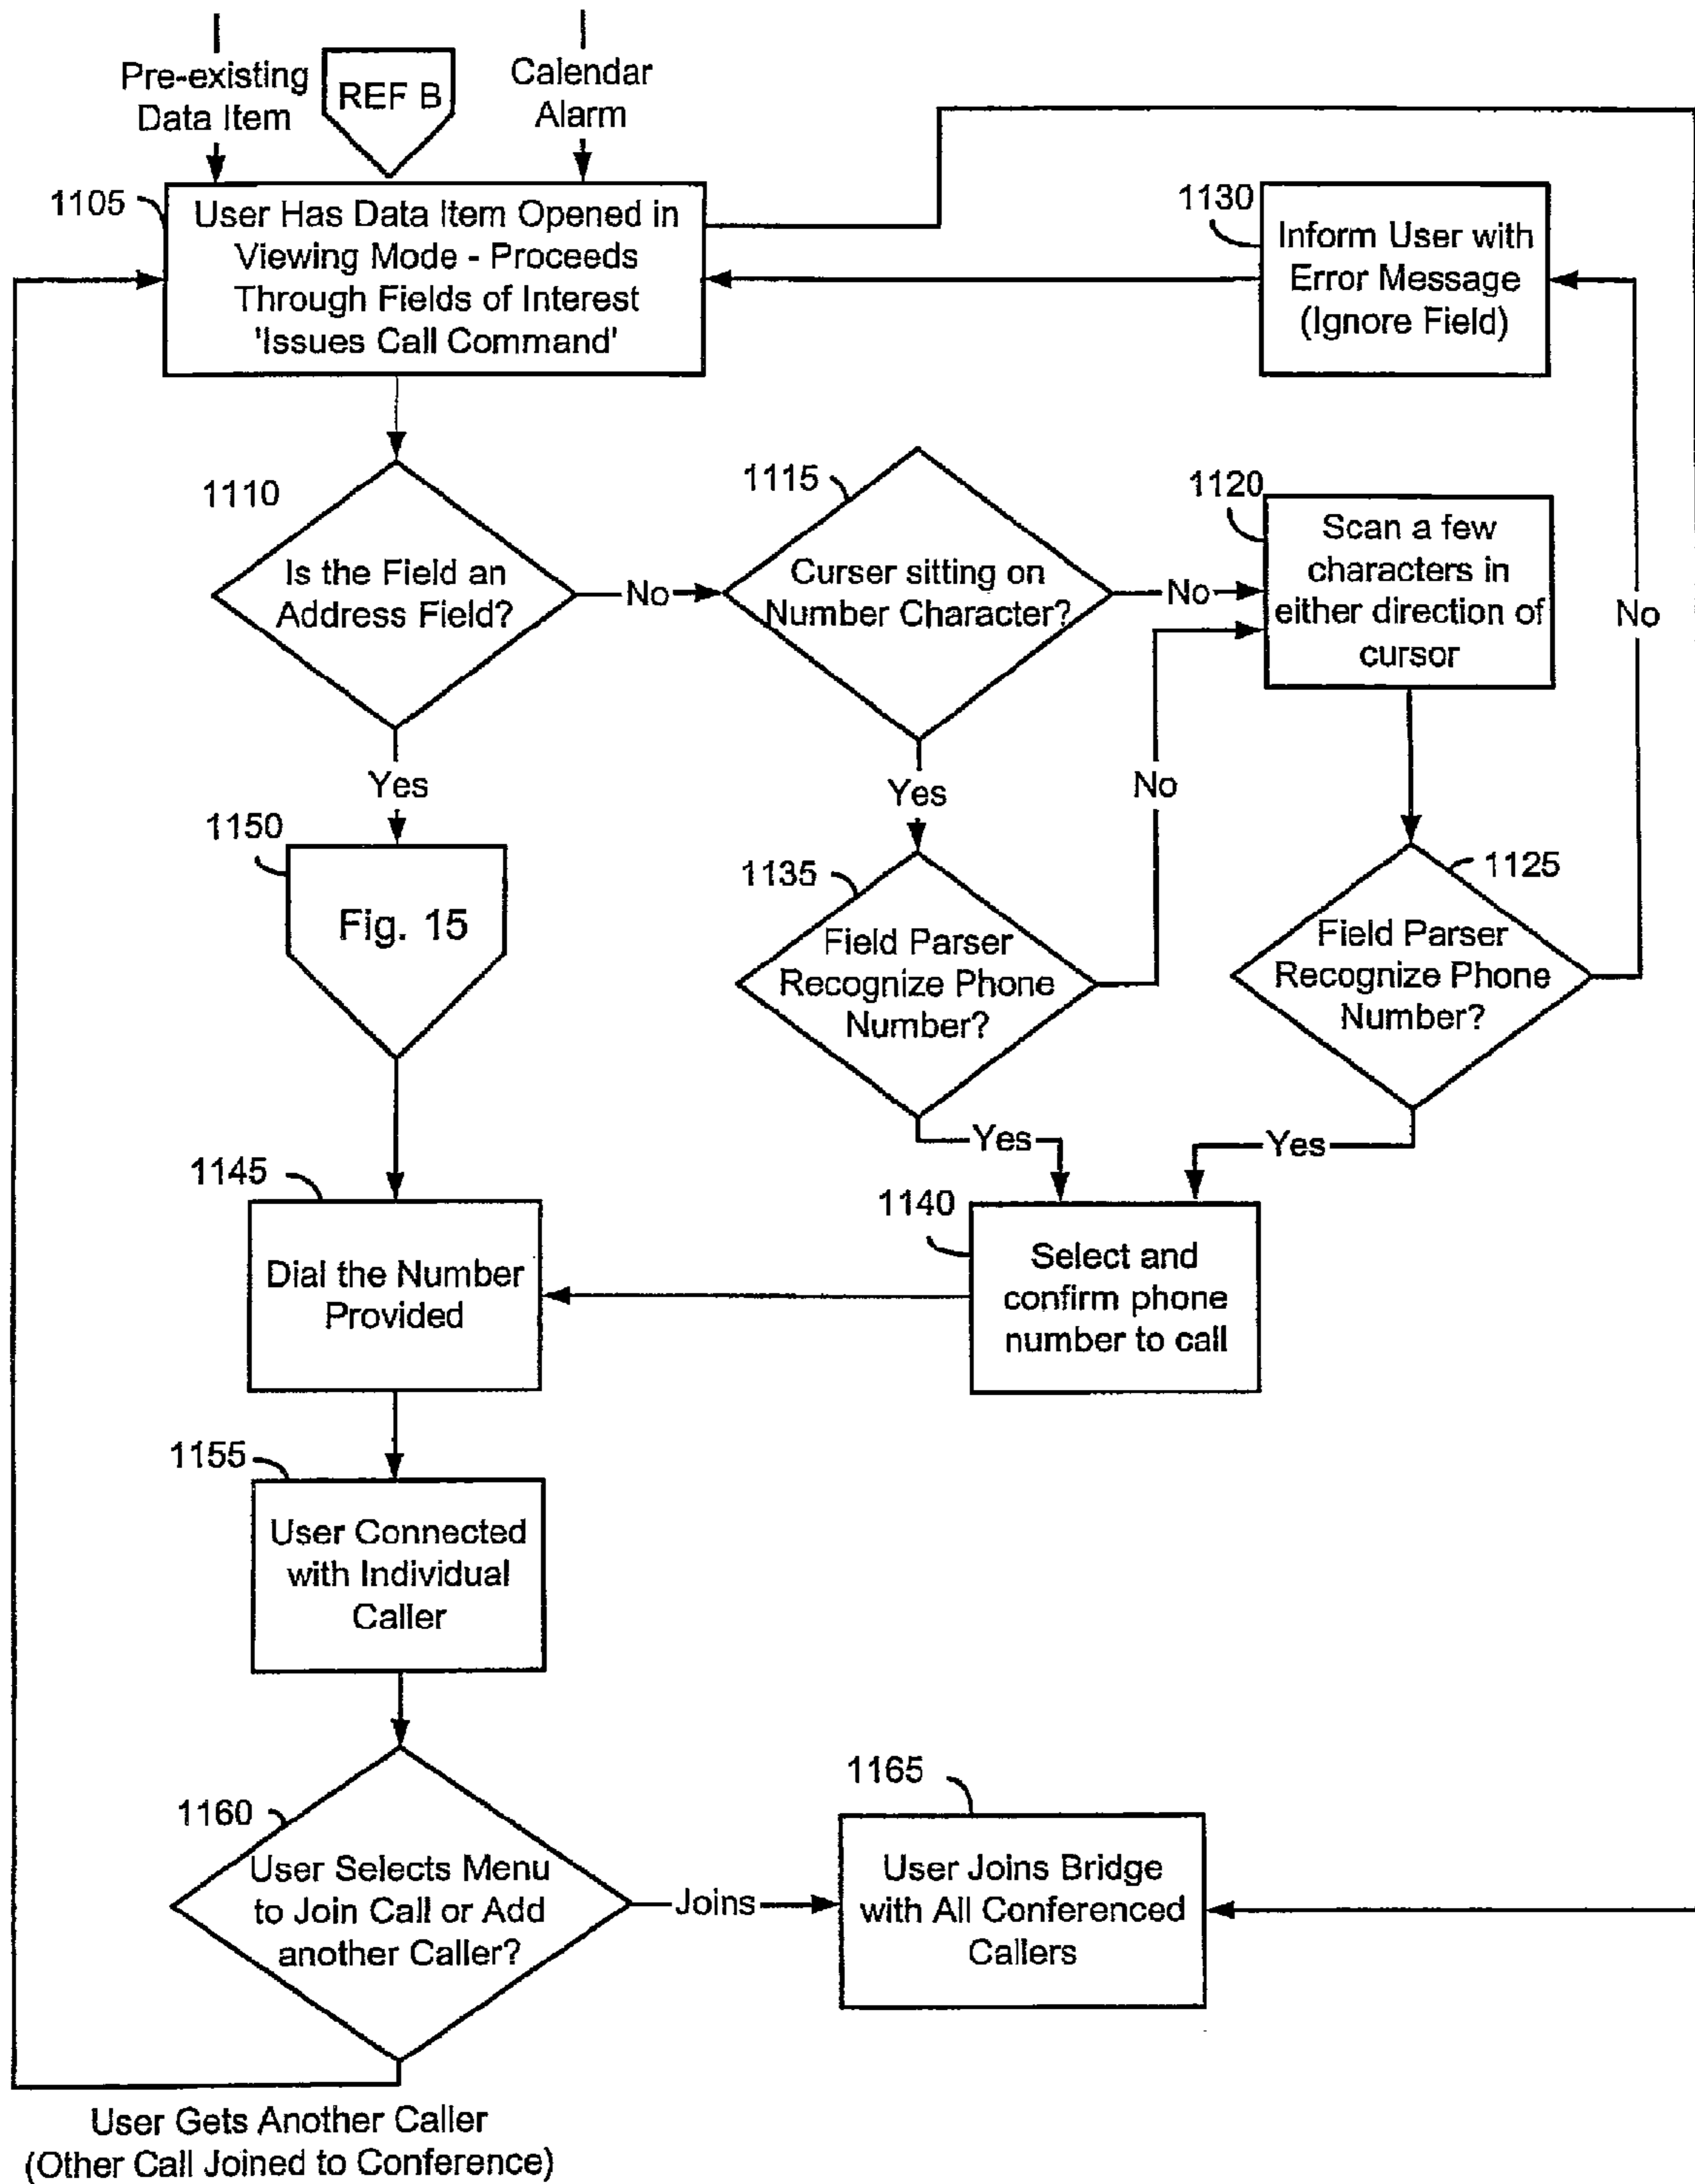 Pre-existing
Data Item
REF B
Calendar
Alarm
1105
User Has Data Item Opened in
Viewing Mode - Proceeds
Through Fields of Interest
'Issues Call Command'
1130
Inform User with
Error Message
(Ignore Field)
1110
Is the Field an
Address Field?
No
1115
Curser sitting on
Number Character?
No
1120
Scan a few
characters in
either direction of
cursor
No
Yes
Yes
No
1150
Fig. 15
1135
Field Parser
Recognize Phone
Number?
1125
Field Parser
Recognize Phone
Number?
Yes
Yes
1145
Dial the Number
Provided
1140
Select and
confirm phone
number to call
1155
User Connected
with Individual
Caller
1160
User Selects Menu
to Join Call or Add
another Caller?
Joins
1165
User Joins Bridge
with All Conferenced
Callers
User Gets Another Caller
(Other Call Joined to Conference)